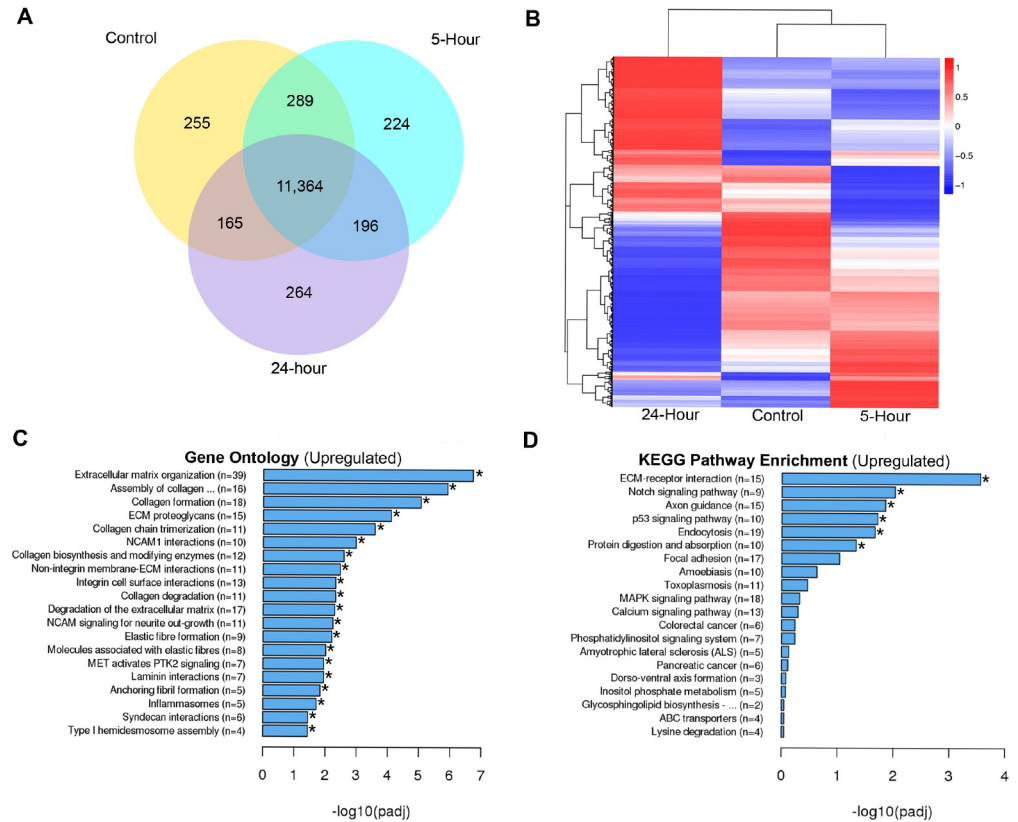 A
Control
5-Hour
289
255
224
11,364
165
196
264
24-hour
B
1
0.5
0
−0.5
−1
24-Hour
Control
5-Hour
C
Gene Ontology (Upregulated)
Extracellular matrix organization (n=39)
*
Assembly of collagen ... (n=16)
*
Collagen formation (n=18)
*
ECM proteoglycans (n=15)
*
Collagen chain trimerization (n=11)
*
NCAM1 interactions (n=10)
*
Collagen biosynthesis and modifying enzymes (n=12)
*
Non-integrin membrane-ECM interactions (n=11)
*
Integrin cell surface interactions (n=13)
*
Collagen degradation (n=11)
*
Degradation of the extracellular matrix (n=17)
*
NCAM signaling for neurite out-growth (n=11)
*
Elastic fibre formation (n=9)
*
Molecules associated with elastic fibres (n=8)
*
MET activates PTK2 signaling (n=7)
*
Laminin interactions (n=7)
*
Anchoring fibril formation (n=5)
*
Inflammasomes (n=5)
*
Syndecan interactions (n=6)
*
Type I hemidesmosome assembly (n=4)
*
0 1 2 3 4 5 6 7
-log10(padj)
D
KEGG Pathway Enrichment (Upregulated)
ECM-receptor interaction (n=15)
*
Notch signaling pathway (n=9)
*
Axon guidance (n=15)
*
p53 signaling pathway (n=10)
*
Endocytosis (n=19)
*
Protein digestion and absorption (n=10)
*
Focal adhesion (n=17)
Amoebiasis (n=10)
Toxoplasmosis (n=11)
MAPK signaling pathway (n=18)
Calcium signaling pathway (n=13)
Colorectal cancer (n=6)
Phosphatidylinositol signaling system (n=7)
Amyotrophic lateral sclerosis (ALS) (n=5)
Pancreatic cancer (n=6)
Dorso-ventral axis formation (n=3)
Inositol phosphate metabolism (n=5)
Glycosphingolipid biosynthesis - ... (n=2)
ABC transporters (n=4)
Lysine degradation (n=4)
0 1 2 3 4
-log10(padj)